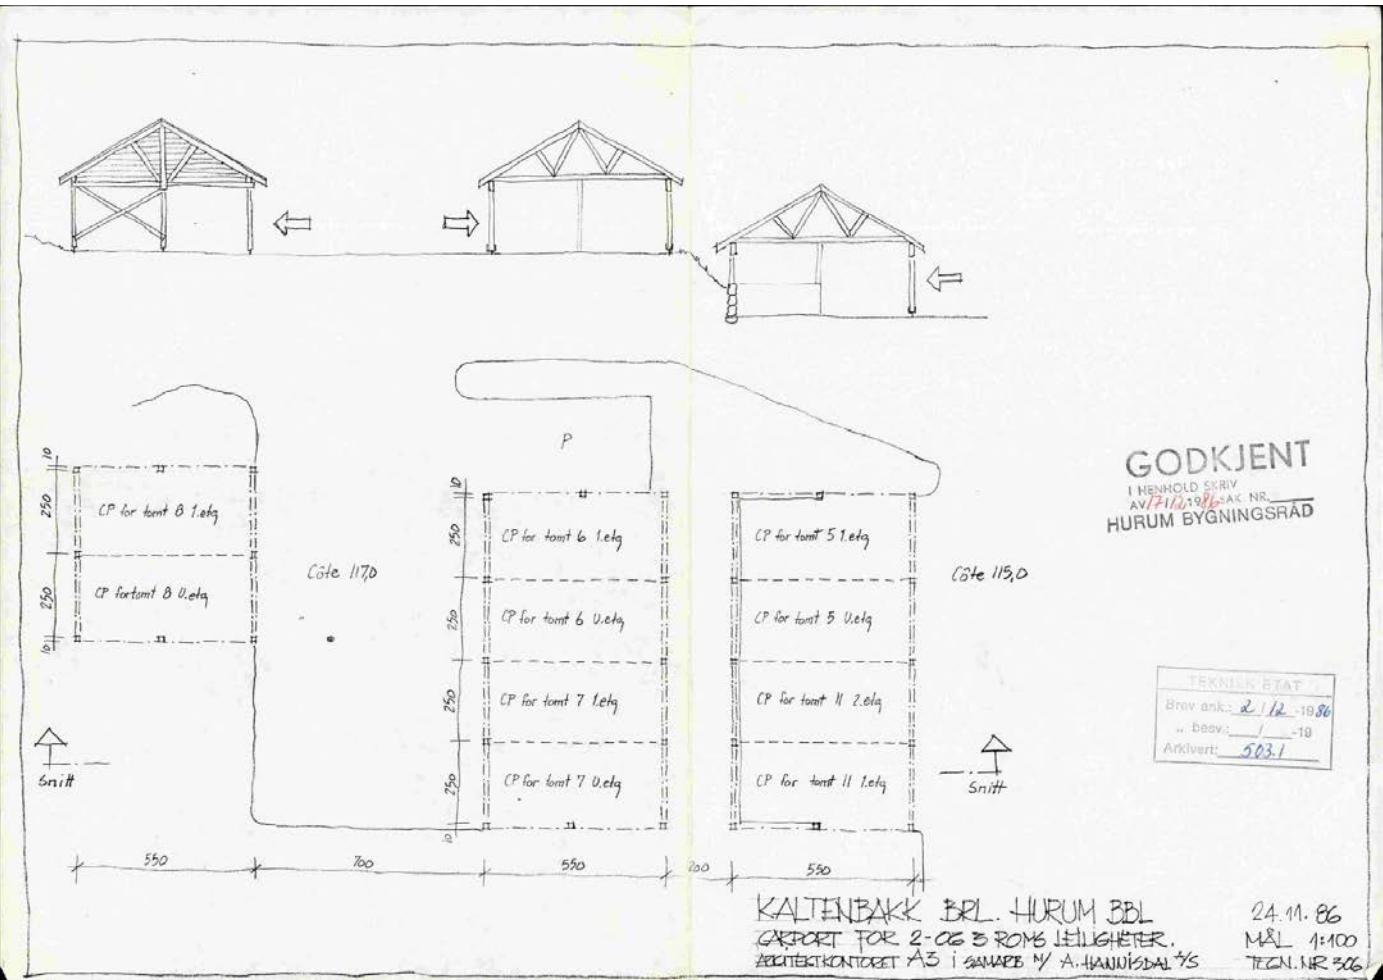 P
10
250
250
10
CP for tomt 8 1.etg
CP for tomt 8 U.etg
Côte 117,0
10
250
250
250
250
10
CP for tomt 6 1.etg
CP for tomt 6 U.etg
CP for tomt 7 1.etg
CP for tomt 7 U.etg
CP for tomt 5 1.etg
CP for tomt 5 U.etg
CP for tomt 11 2.etg
CP for tomt 11 1.etg
Côte 115,0
GODKJENT
I HENHOLD SKRIV
AV 17/12 1986 SAK NR.
HURUM BYGNINGSRÅD
TEKNISK ETAT
Brev ank.: 2/12-1986
" besv.: / -19
Arkivert: 503.1
Snitt
Snitt
550 700 550 200 550
KALTENBAKK BRL. HURUM BBL
CARPORT FOR 2-OG 3 ROMS LEILIGHETER.
ARKITEKTKONTORET A3 i SAMARB M/ A. HANNISDAL A/S
24.11.86
MÅL 1:100
TEGN. NR 306